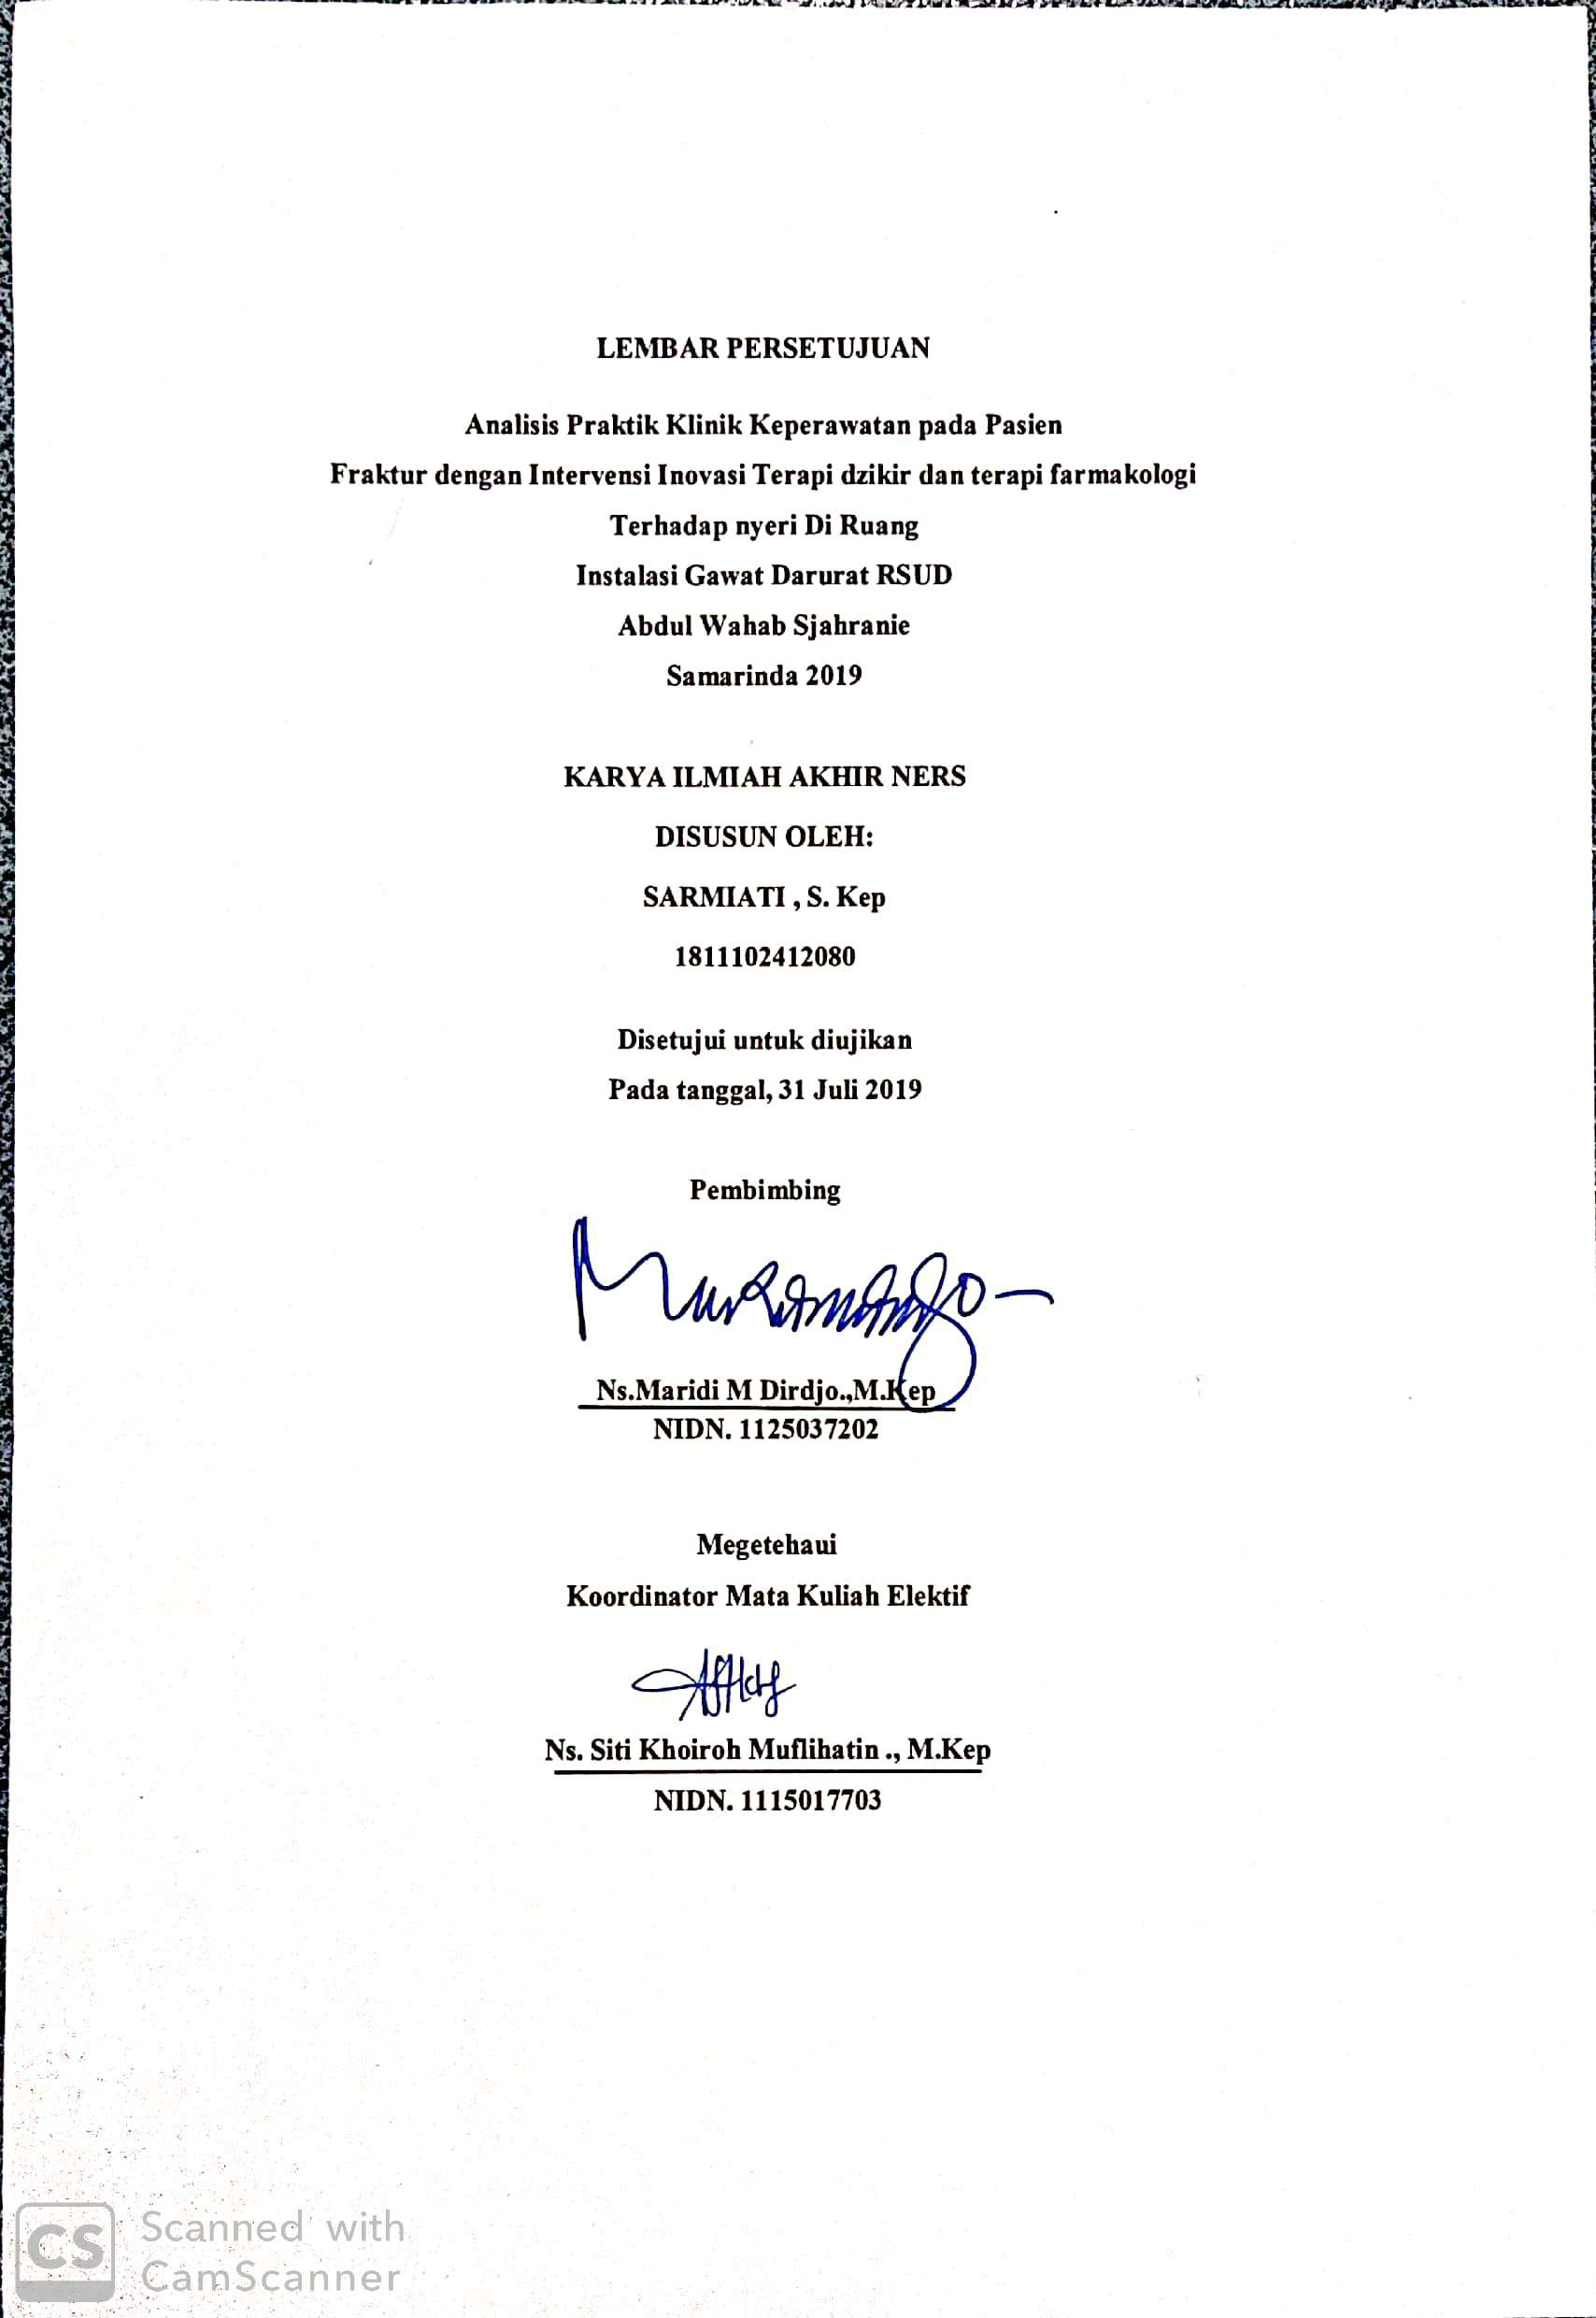 LEMBAR PERSETUJUAN
Analisis Praktik Klinik Keperawatan pada Pasien
Fraktur dengan Intervensi Inovasi Terapi dzikir dan terapi farmakologi
Terhadap nyeri Di Ruang
Instalasi Gawat Darurat RSUD
Abdul Wahab Sjahranie
Samarinda 2019
KARYA ILMIAH AKHIR NERS
DISUSUN OLEH:
SARMIATI , S. Kep
1811102412080
Disetujui untuk diujikan
Pada tanggal, 31 Juli 2019
Pembimbing
Ns.Maridi M Dirdjo.,M.Kep
NIDN. 1125037202
Megetehaui
Koordinator Mata Kuliah Elektif
Ns. Siti Khoiroh Muflihatin ., M.Kep
NIDN. 1115017703
CS Scanned with
CamScanner